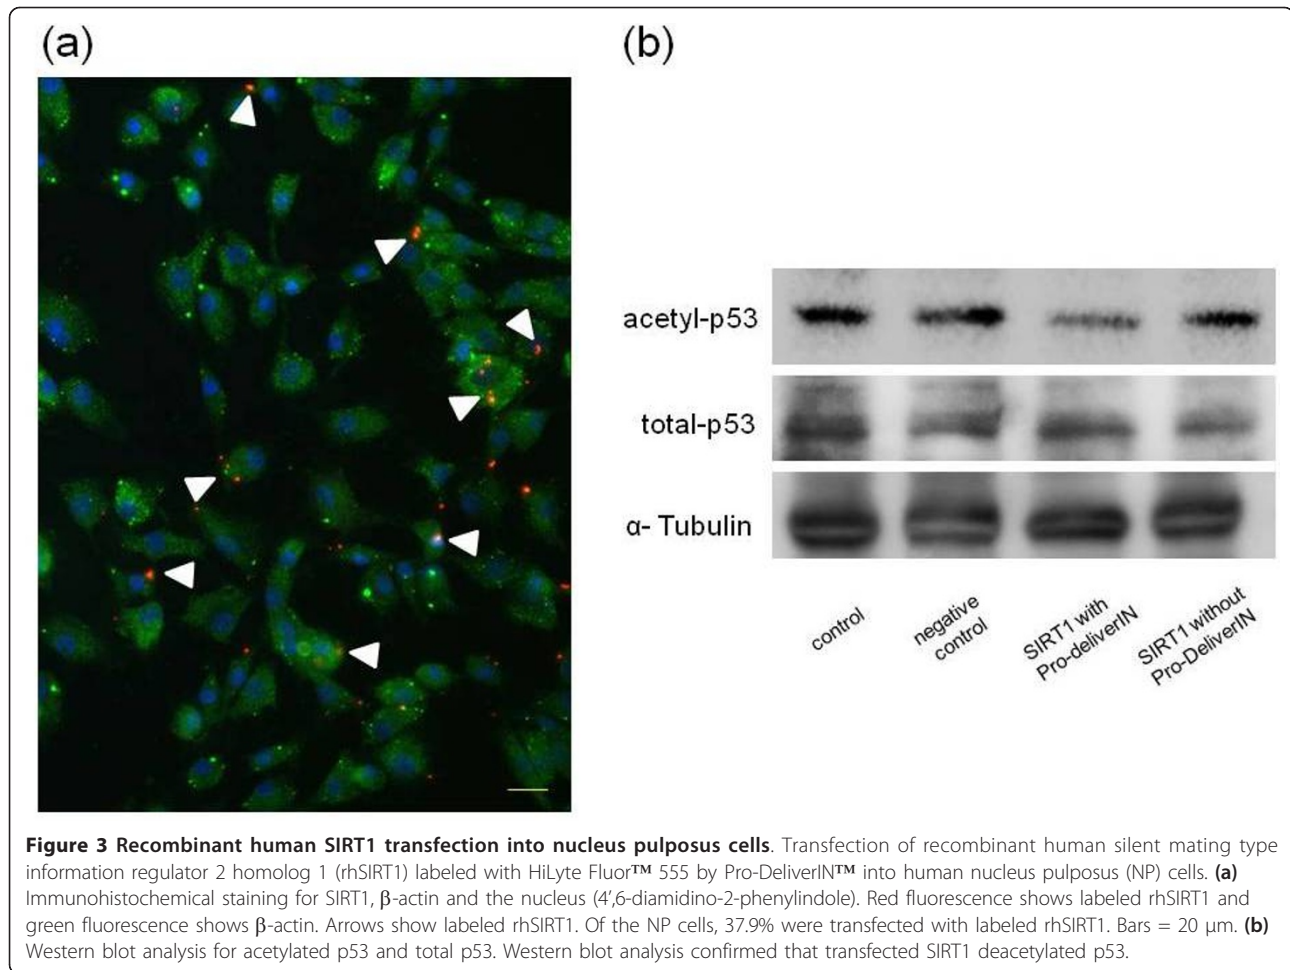 (a)
(b)
acetyl-p53
total-p53
α- Tubulin
control
negative
control
SIRT1 with
Pro-deliverIN
SIRT1 without
Pro-DeliverIN
Figure 3 Recombinant human SIRT1 transfection into nucleus pulposus cells. Transfection of recombinant human silent mating type
information regulator 2 homolog 1 (rhSIRT1) labeled with HiLyte Fluor™ 555 by Pro-DeliverIN™ into human nucleus pulposus (NP) cells. (a)
Immunohistochemical staining for SIRT1, β-actin and the nucleus (4′,6-diamidino-2-phenylindole). Red fluorescence shows labeled rhSIRT1 and
green fluorescence shows β-actin. Arrows show labeled rhSIRT1. Of the NP cells, 37.9% were transfected with labeled rhSIRT1. Bars = 20 μm. (b)
Western blot analysis for acetylated p53 and total p53. Western blot analysis confirmed that transfected SIRT1 deacetylated p53.